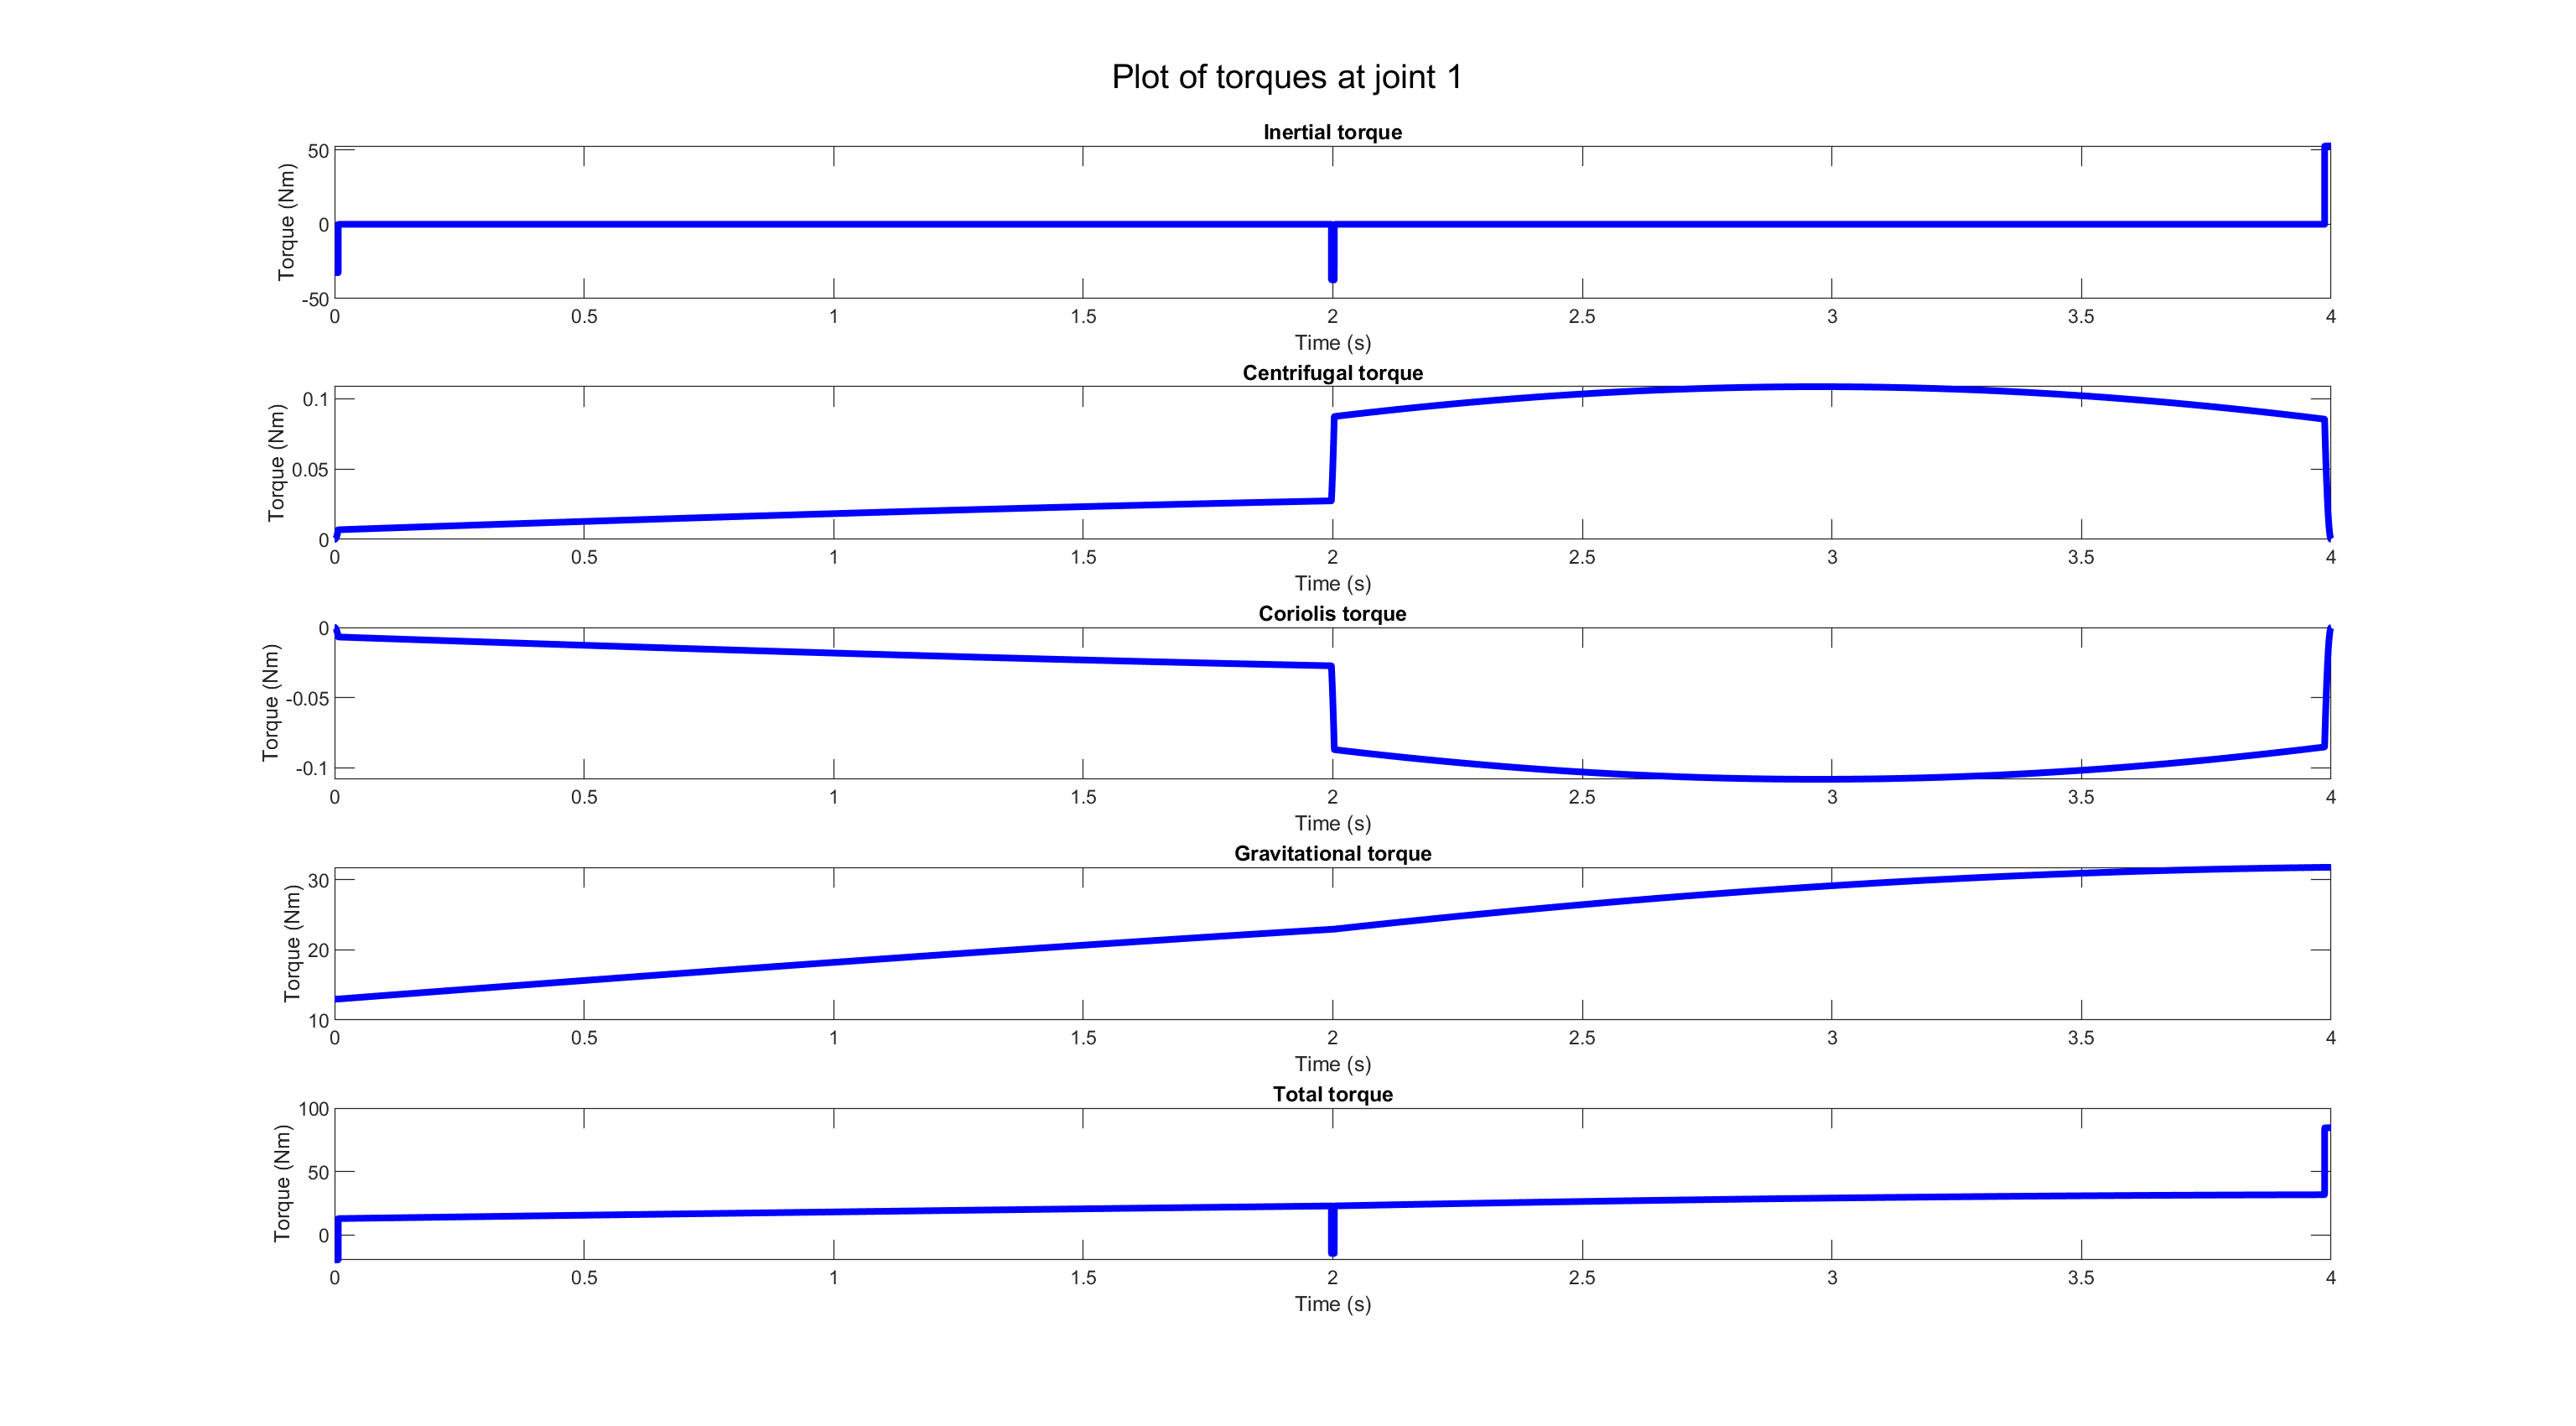 Plot of torques at joint 1
Inertial torque
Torque (Nm)
50
0
-50
0 0.5 1 1.5 2 2.5 3 3.5 4
Time (s)
Centrifugal torque
Torque (Nm)
0.1
0.05
0
0 0.5 1 1.5 2 2.5 3 3.5 4
Time (s)
Coriolis torque
Torque (Nm)
0
-0.05
-0.1
0 0.5 1 1.5 2 2.5 3 3.5 4
Time (s)
Gravitational torque
Torque (Nm)
30
20
10
0 0.5 1 1.5 2 2.5 3 3.5 4
Time (s)
Total torque
Torque (Nm)
100
50
0
0 0.5 1 1.5 2 2.5 3 3.5 4
Time (s)